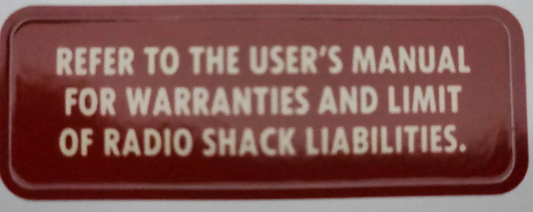 REFER TO THE USER'S MANUAL
FOR WARRANTIES AND LIMIT
OF RADIO SHACK LIABILITIES.